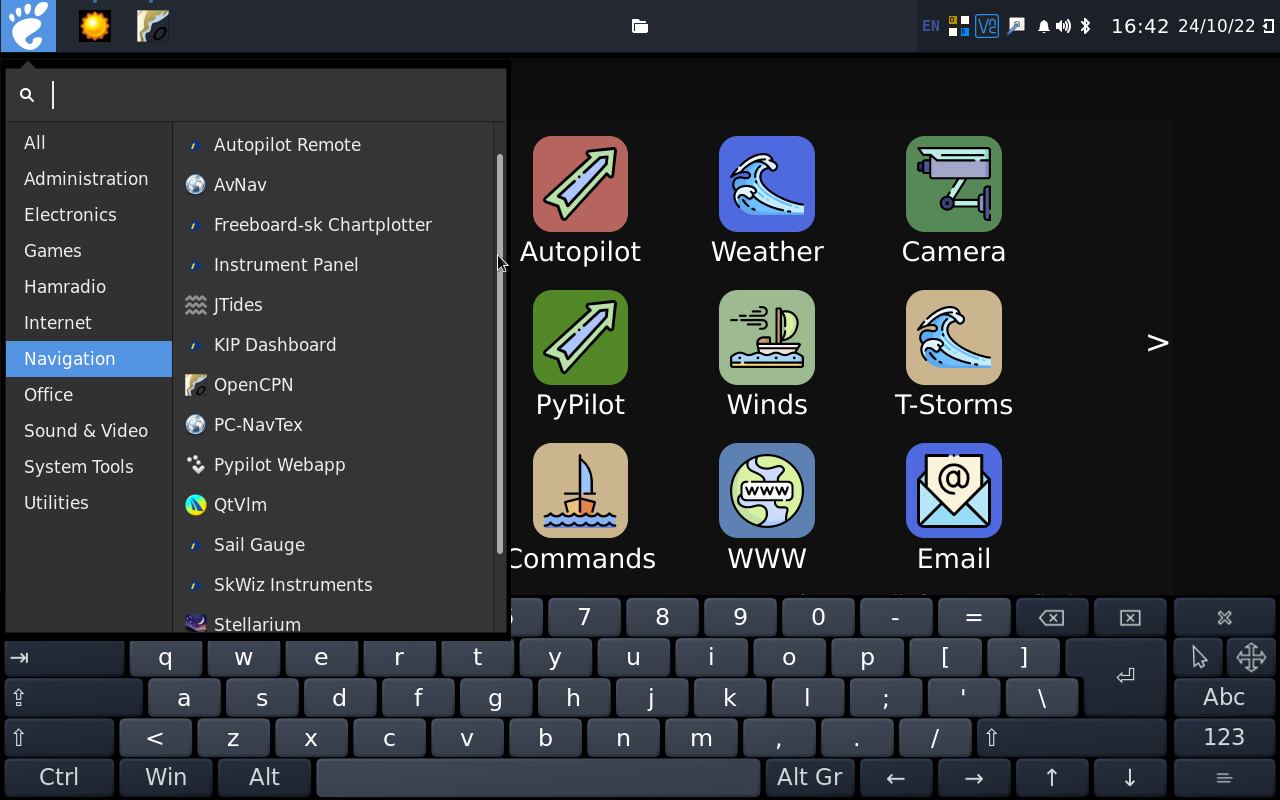 EN
16:42 24/10/22
All
Administration
Electronics
Games
Hamradio
Internet
Navigation
Office
Sound & Video
System Tools
Utilities
Autopilot Remote
AvNav
Freeboard-sk Chartplotter
Instrument Panel
JTides
KIP Dashboard
OpenCPN
PC-NavTex
Pypilot Webapp
QtVlm
Sail Gauge
SkWiz Instruments
Stellarium
Autopilot Weather Camera
PyPilot Winds T-Storms
>
WWW
@
Commands WWW Email
7 8 9 0 - =
q w e r t y u i o p [ ]
a s d f g h j k l ; ' \ Abc
< z x c v b n m , . / 123
Ctrl Win Alt Alt Gr ← → ↑ ↓